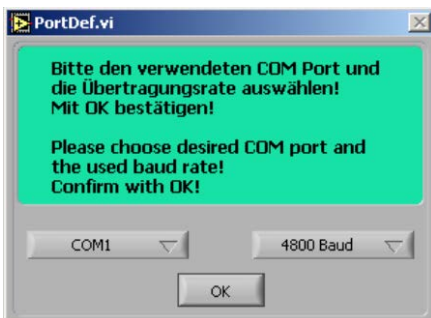 PortDef.vi
Bitte den verwendeten COM Port und
die Übertragungsrate auswählen!
Mit OK bestätigen!
Please choose desired COM port and
the used baud rate!
Confirm with OK!
COM1 4800 Baud
OK